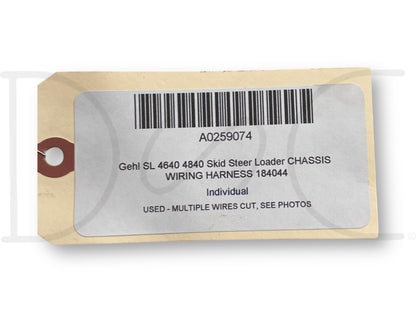 A0259074
Gehl SL 4640 4840 Skid Steer Loader CHASSIS
WIRING HARNESS 184044
Individual
USED - MULTIPLE WIRES CUT, SEE PHOTOS